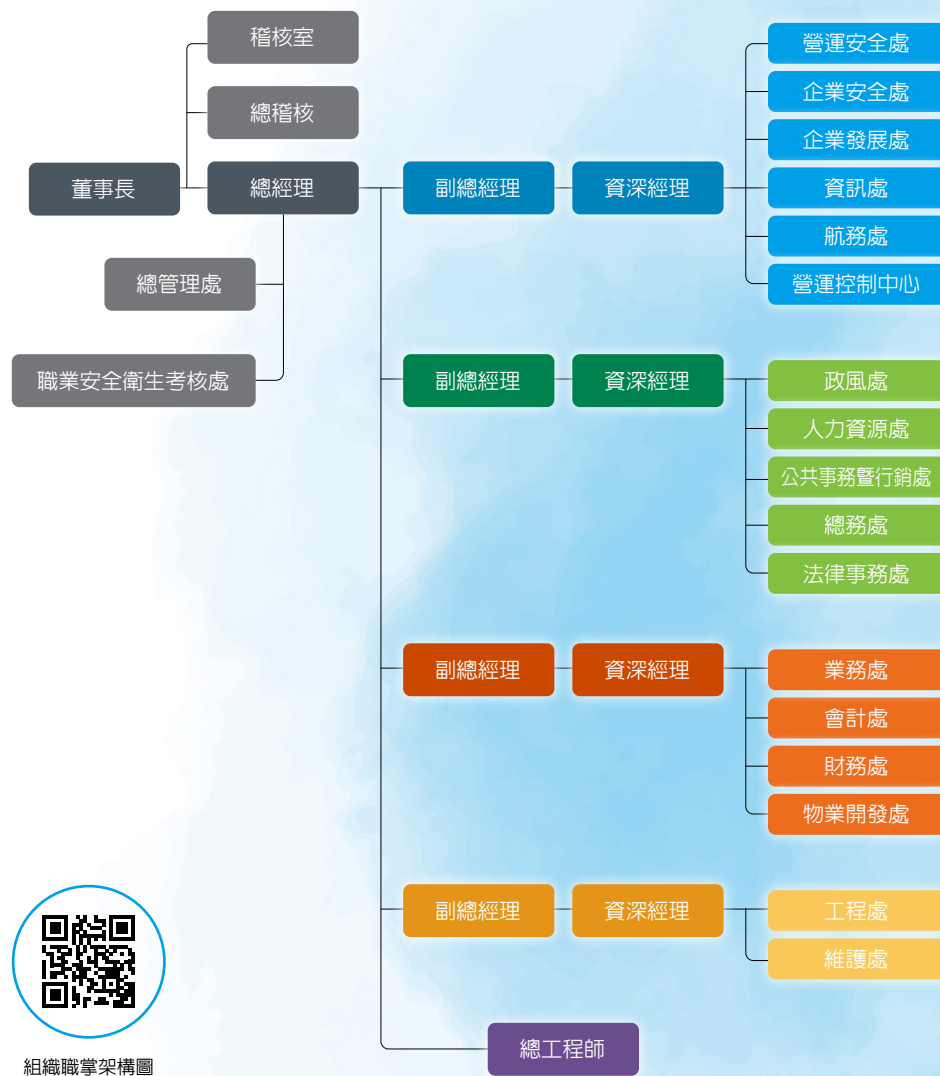 稽核室
總稽核
董事長
總經理
總管理處
職業安全衛生考核處
副總經理
資深經理
營運安全處
企業安全處
企業發展處
資訊處
航務處
營運控制中心
副總經理
資深經理
政風處
人力資源處
公共事務暨行銷處
總務處
法律事務處
副總經理
資深經理
業務處
會計處
財務處
物業開發處
副總經理
資深經理
工程處
維護處
總工程師
組織職掌架構圖